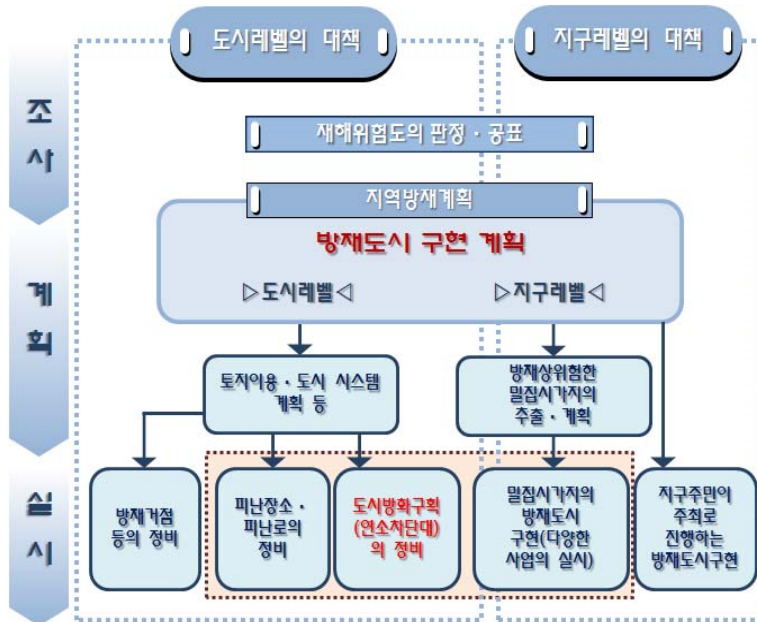 도시레벨의 대책
지구레벨의 대책
조
사
재해위험도의 판정·공표
지역방재계획
방재도시 구현 계획
▷도시레벨◁
▷지구레벨◁
계
획
토지이용·도시 시스템
계획 등
방재상위험한
밀집시가지의
추출·계획
실
시
방재거점
등의 정비
피난장소·
피난로의
정비
도시방화구획
(연소차단대)
의 정비
밀집시가지의
방재도시
구현(다양한
사업의 실시)
지구주민이
주최로
진행하는
방재도시구현